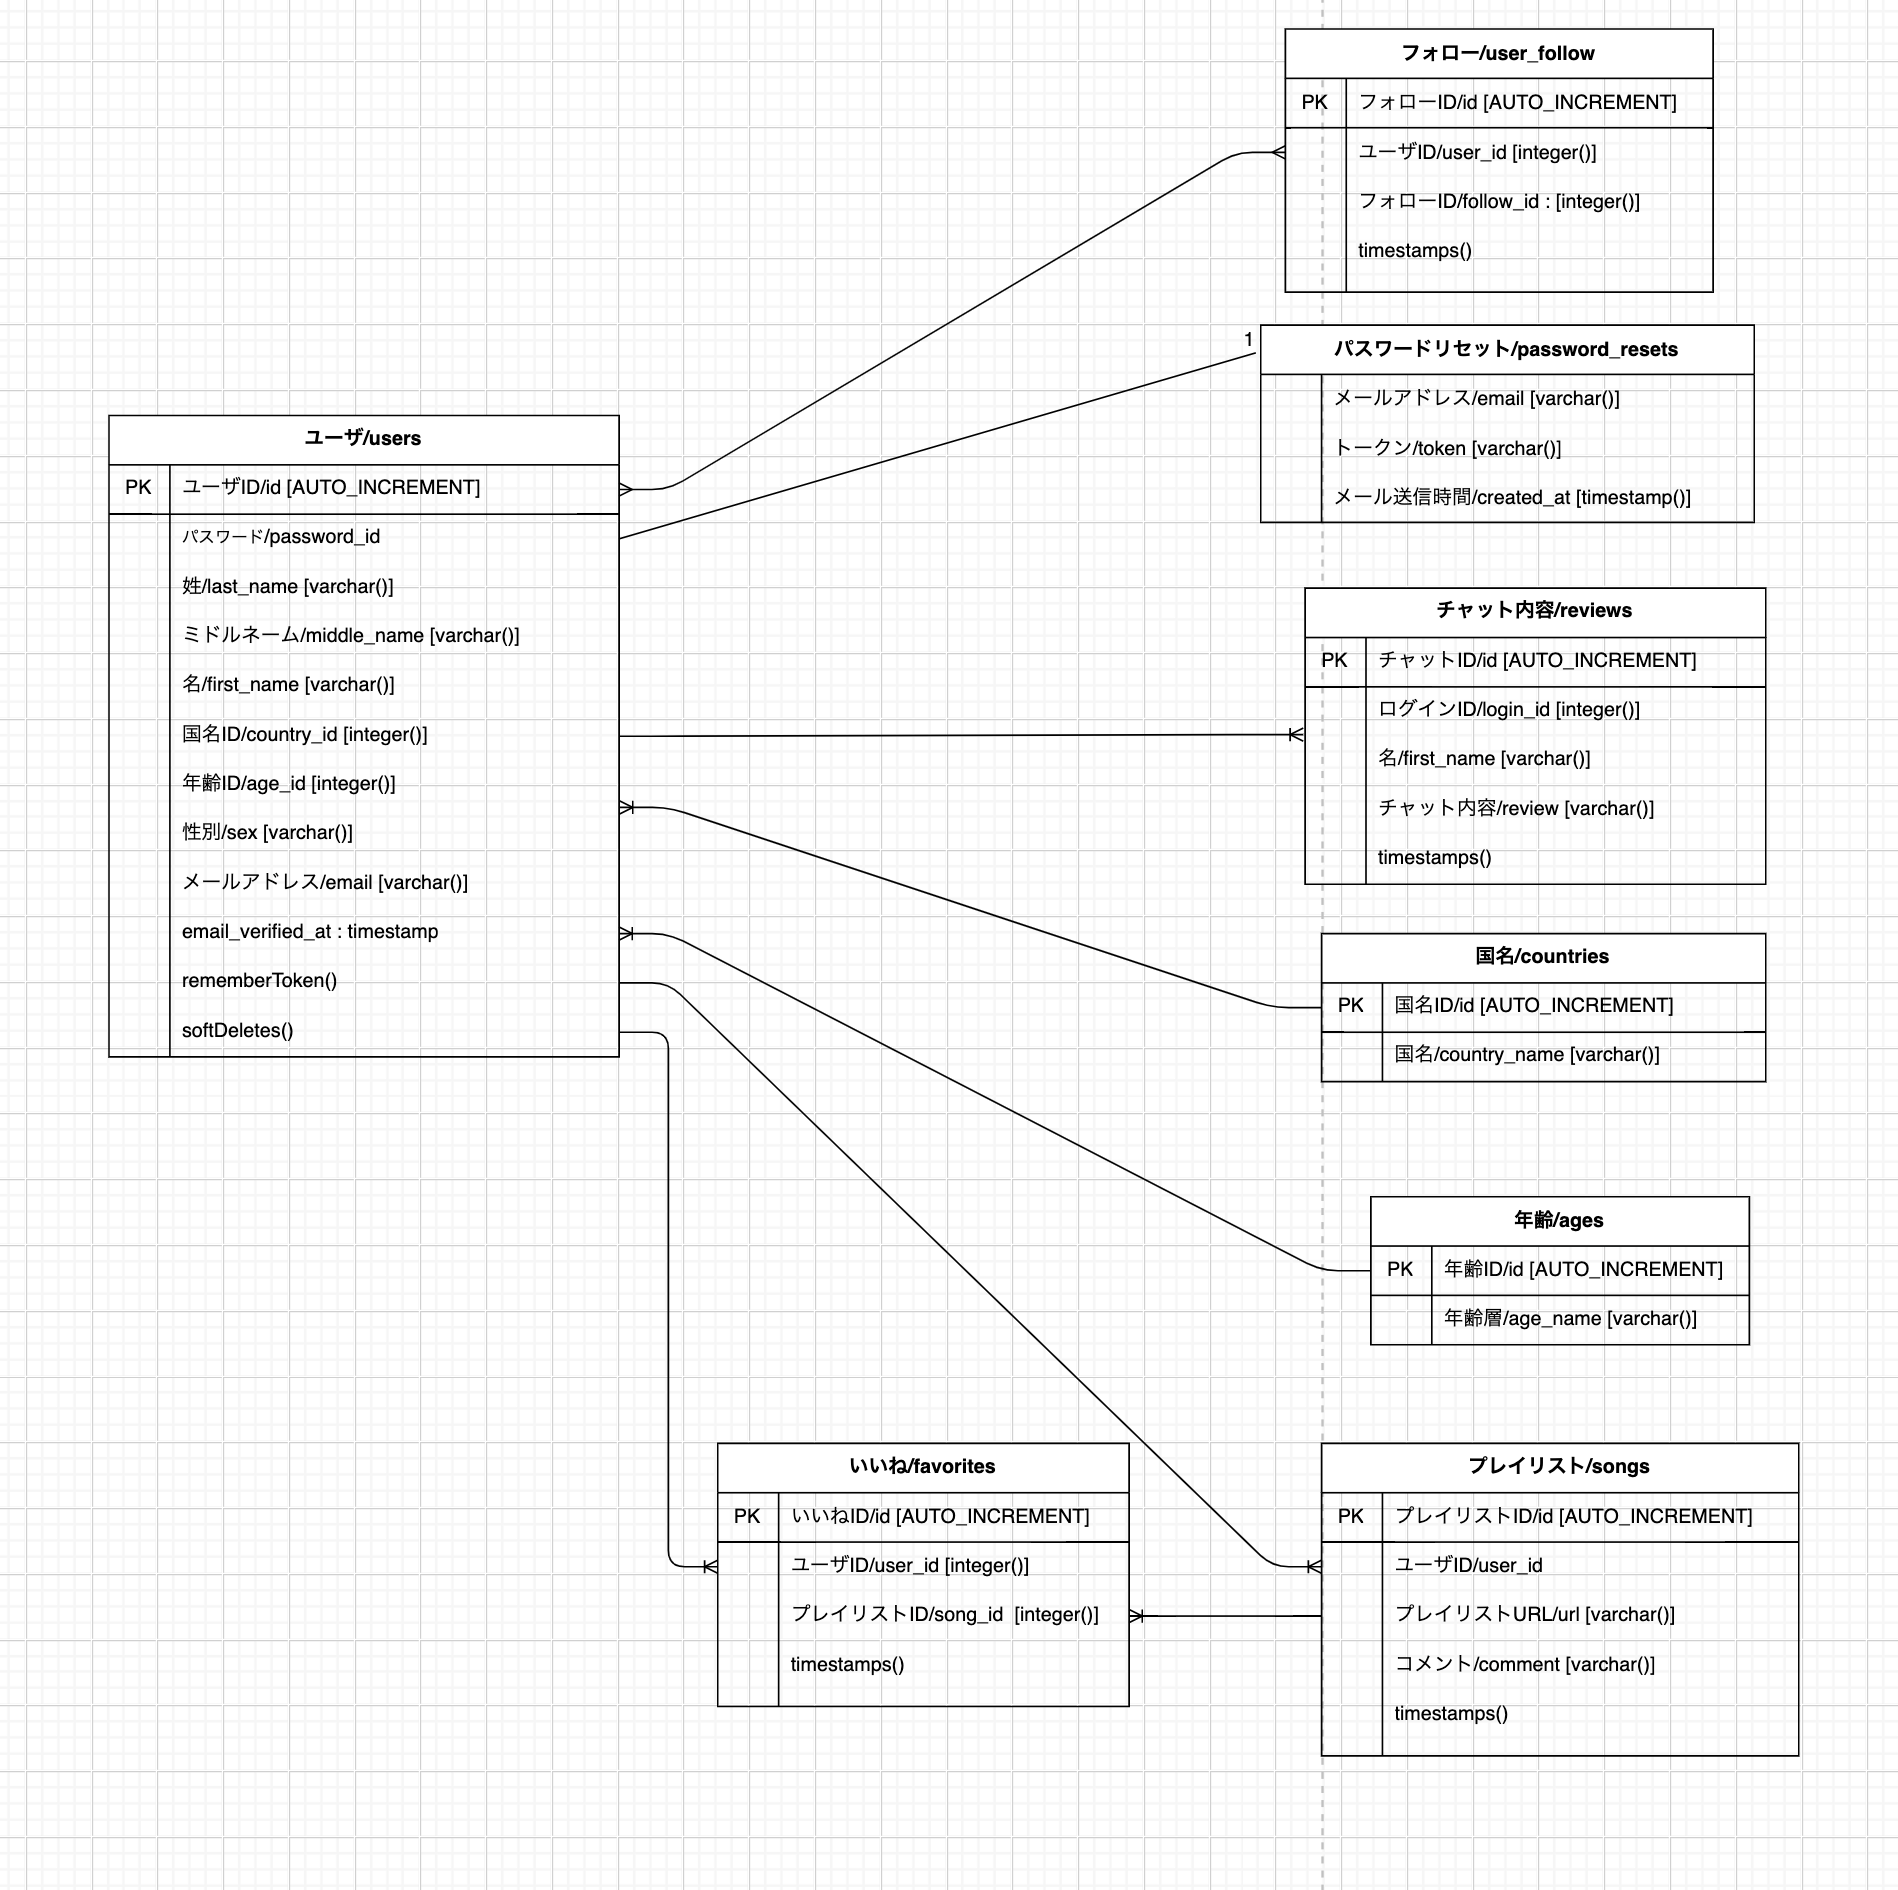 フォロー/user_follow
PK フォローID/id [AUTO_INCREMENT]
ユーザID/user_id [integer()]
フォローID/follow_id : [integer()]
timestamps()
1
パスワードリセット/password_resets
メールアドレス/email [varchar()]
トークン/token [varchar()]
メール送信時間/created_at [timestamp()]
ユーザ/users
PK ユーザID/id [AUTO_INCREMENT]
パスワード/password_id
姓/last_name [varchar()]
ミドルネーム/middle_name [varchar()]
名/first_name [varchar()]
国名ID/country_id [integer()]
年齢ID/age_id [integer()]
性別/sex [varchar()]
メールアドレス/email [varchar()]
email_verified_at : timestamp
rememberToken()
softDeletes()
チャット内容/reviews
PK チャットID/id [AUTO_INCREMENT]
ログインID/login_id [integer()]
名/first_name [varchar()]
チャット内容/review [varchar()]
timestamps()
国名/countries
PK 国名ID/id [AUTO_INCREMENT]
国名/country_name [varchar()]
年齢/ages
PK 年齢ID/id [AUTO_INCREMENT]
年齢層/age_name [varchar()]
いいね/favorites
PK いいねID/id [AUTO_INCREMENT]
ユーザID/user_id [integer()]
プレイリストID/song_id [integer()]
timestamps()
プレイリスト/songs
PK プレイリストID/id [AUTO_INCREMENT]
ユーザID/user_id
プレイリストURL/url [varchar()]
コメント/comment [varchar()]
timestamps()